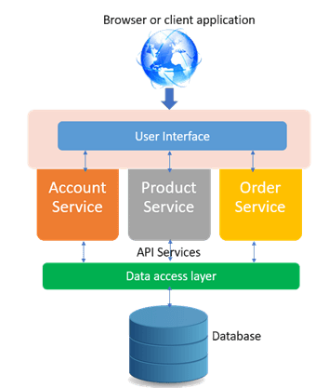 Browser or client application
User Interface
Account
Service
Product
Service
Order
Service
API Services
Data access layer
Database